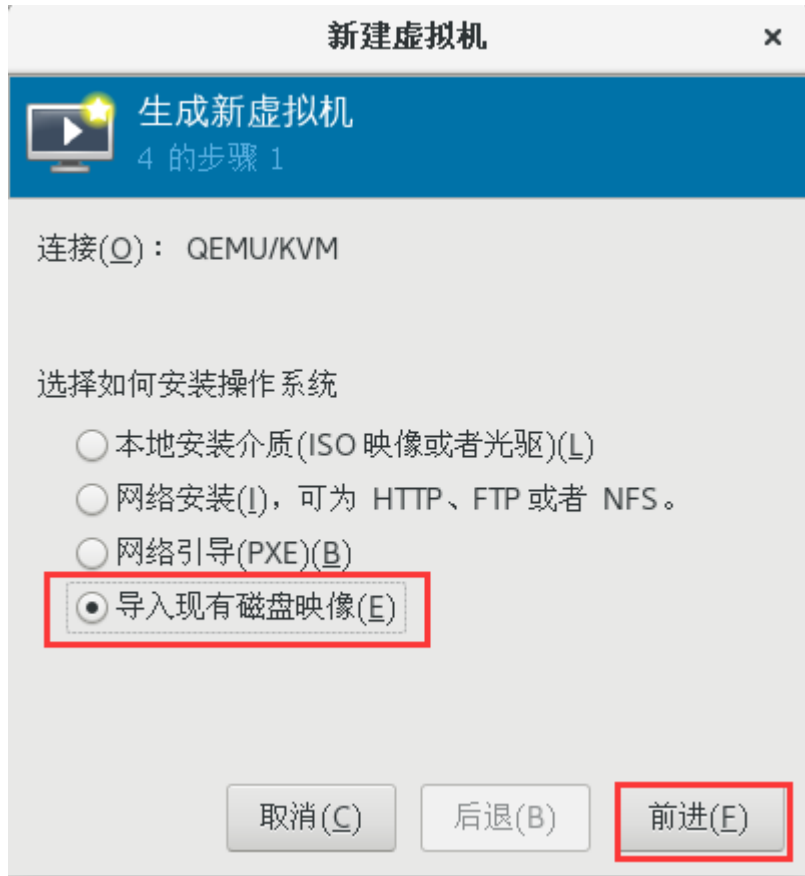 新建虚拟机 ×
生成新虚拟机
4 的步骤 1
连接(O)： QEMU/KVM
选择如何安装操作系统
本地安装介质(ISO 映像或者光驱)(L)
网络安装(I)，可为 HTTP、FTP 或者 NFS。
网络引导(PXE)(B)
导入现有磁盘映像(E)
取消(C) 后退(B) 前进(F)